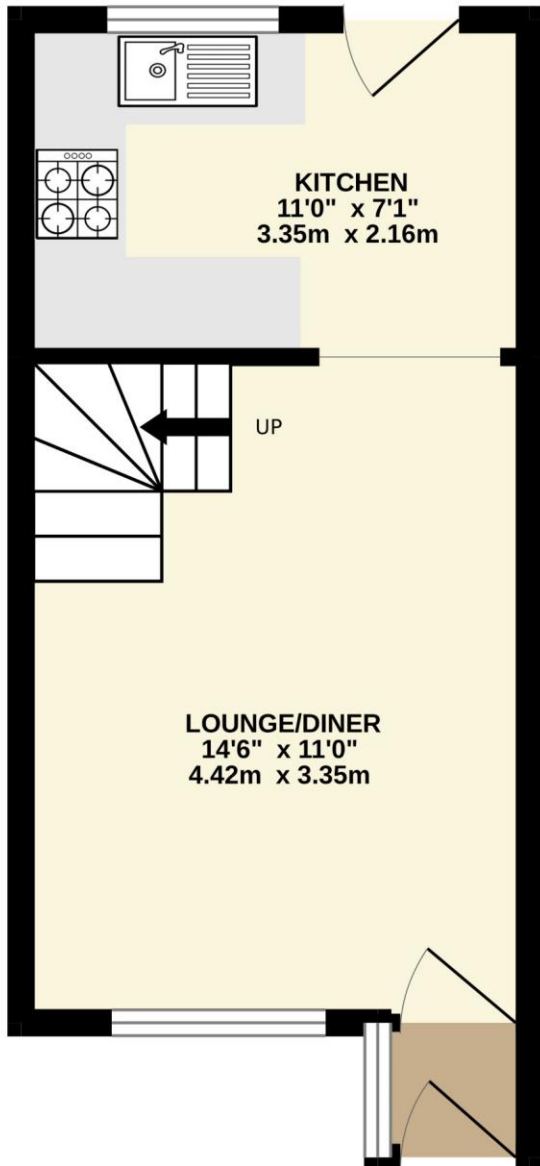 KITCHEN
11'0" x 7'1"
3.35m x 2.16m
UP
LOUNGE/DINER
14'6" x 11'0"
4.42m x 3.35m